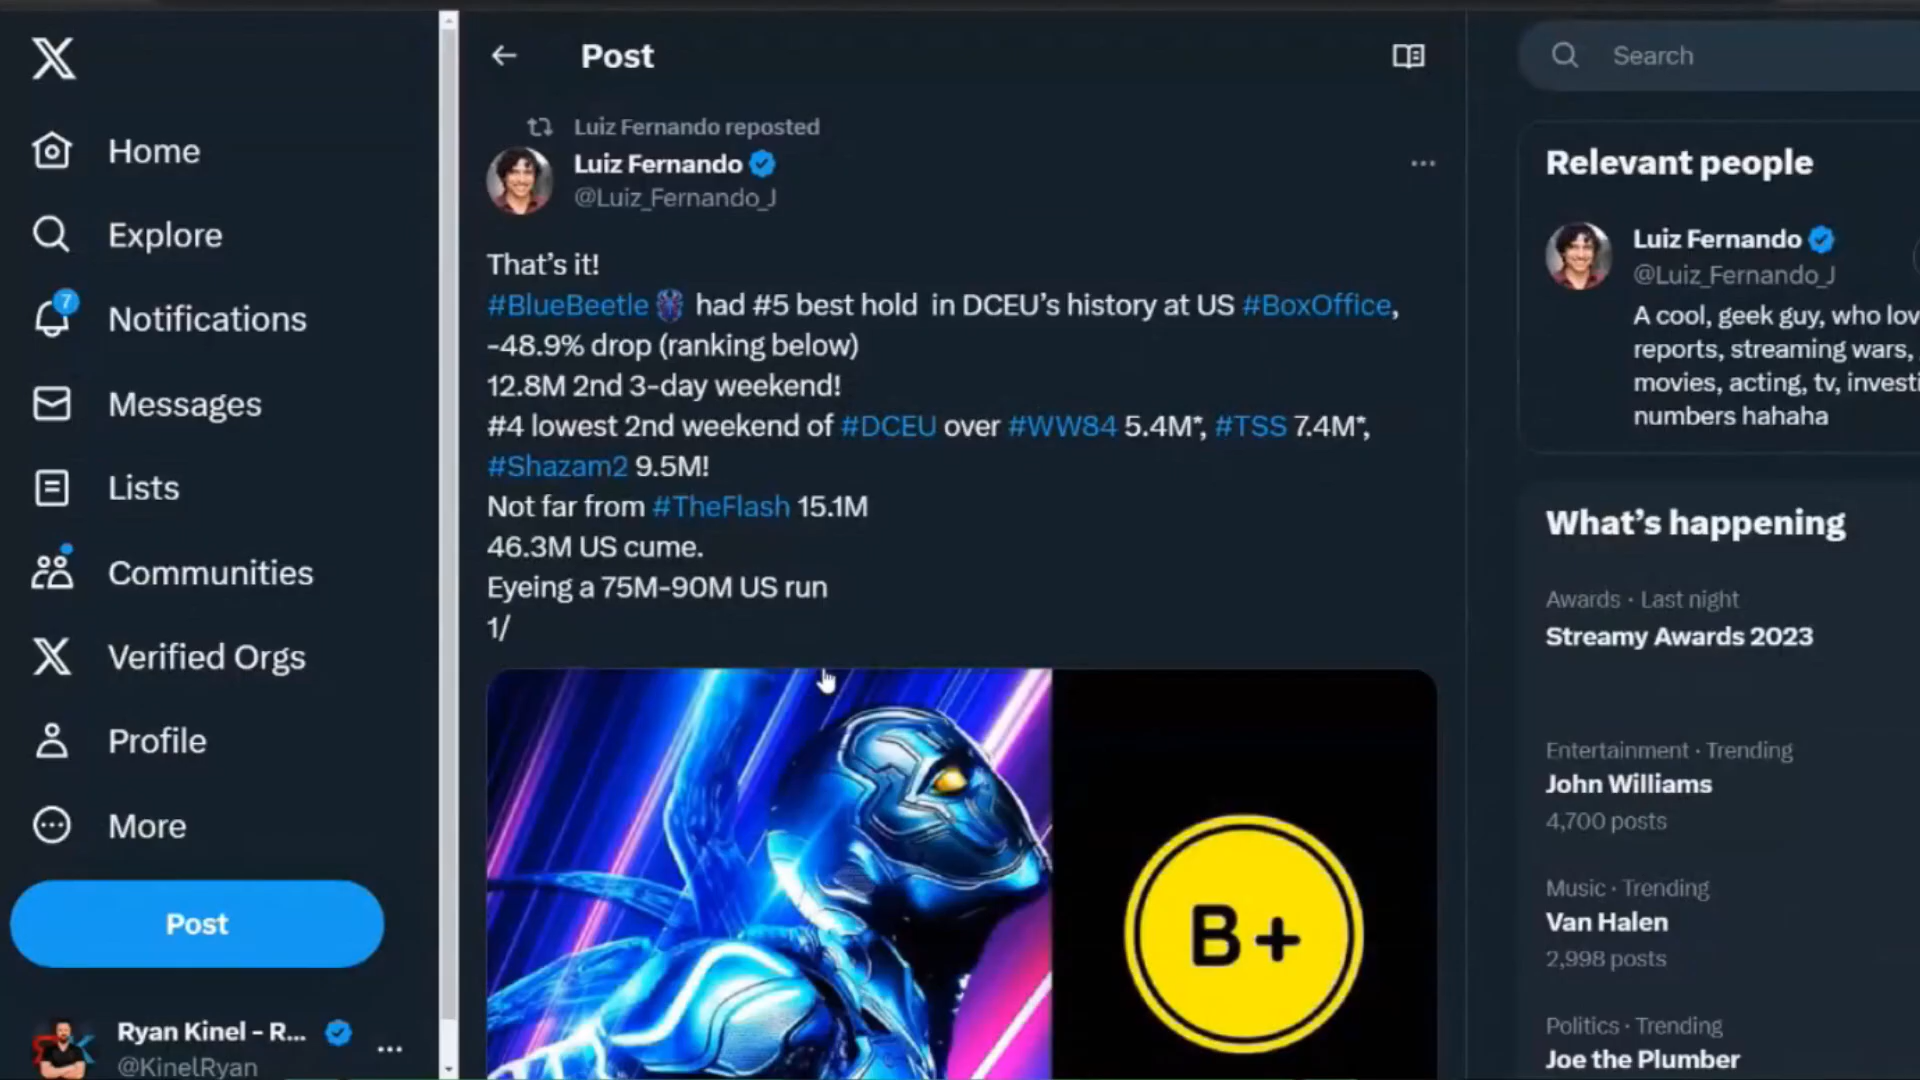 Home
Explore
7
Notifications
Messages
Lists
Communities
Verified Orgs
Profile
More
Post
Ryan Kinel - R...
@KinelRyan
Post
Luiz Fernando reposted
Luiz Fernando
@Luiz_Fernando_J
That's it!
#BlueBeetle had #5 best hold in DCEU's history at US #BoxOffice,
-48.9% drop (ranking below)
12.8M 2nd 3-day weekend!
#4 lowest 2nd weekend of #DCEU over #WW84 5.4M*, #TSS 7.4M*,
#Shazam2 9.5M!
Not far from #TheFlash 15.1M
46.3M US cume.
Eyeing a 75M-90M US run
1/
B+
Search
Relevant people
Luiz Fernando
@Luiz_Fernando_J
A cool, geek guy, who lov
reports, streaming wars,
movies, acting, tv, investi
numbers hahaha
What's happening
Awards · Last night
Streamy Awards 2023
Entertainment · Trending
John Williams
4,700 posts
Music · Trending
Van Halen
2,998 posts
Politics · Trending
Joe the Plumber